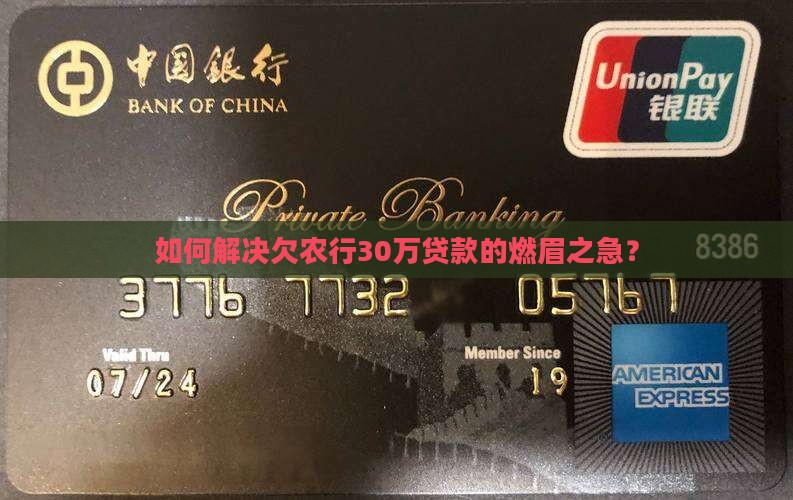 中国银行
BANK OF CHINA
UnionPay
银联
Private Banking
如何解决欠农行30万贷款的燃眉之急?
8386
3776 7732 05767
Valid Thru
07/24
Member Since
19
AMERICAN
EXPRESS